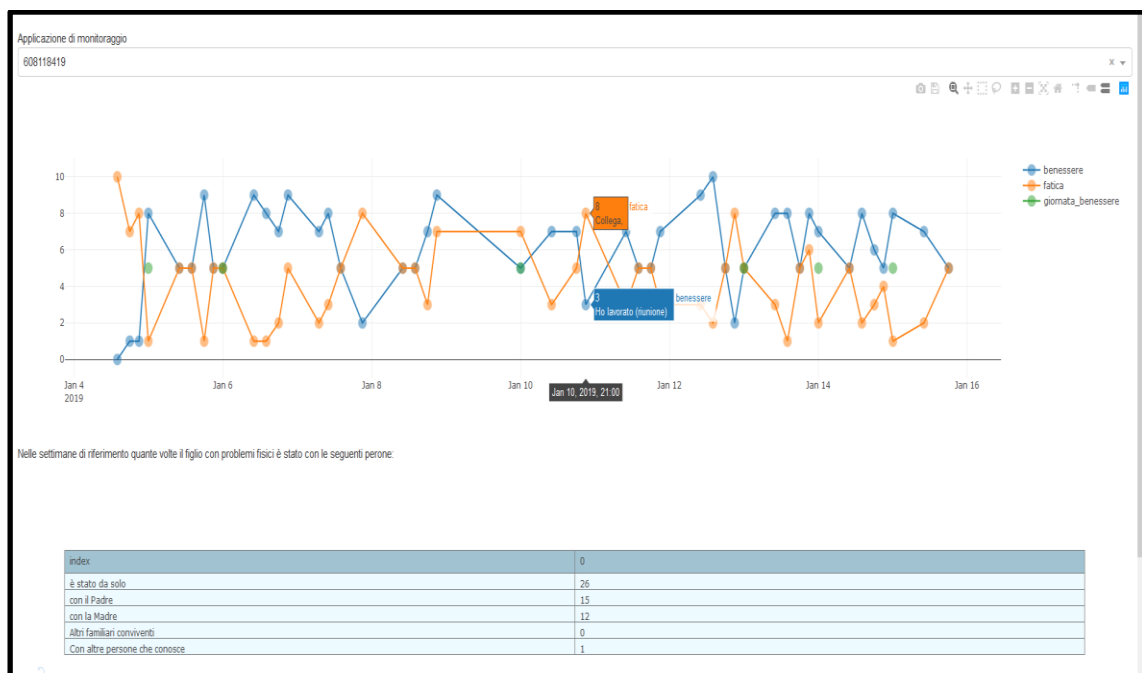 Applicazione di monitoraggio
608118419
x
benessere
fatica
giornata_benessere
10
8
6
4
2
0
8 fatica
Collega,
3 benessere
Ho lavorato (riunione)
Jan 4
2019
Jan 6
Jan 8
Jan 10
Jan 10, 2019, 21:00
Jan 12
Jan 14
Jan 16
Nelle settimane di riferimento quante volte il figlio con problemi fisici è stato con le seguenti perone:
index 0
è stato da solo 26
con il Padre 15
con la Madre 12
Altri familiari conviventi 0
Con altre persone che conosce 1